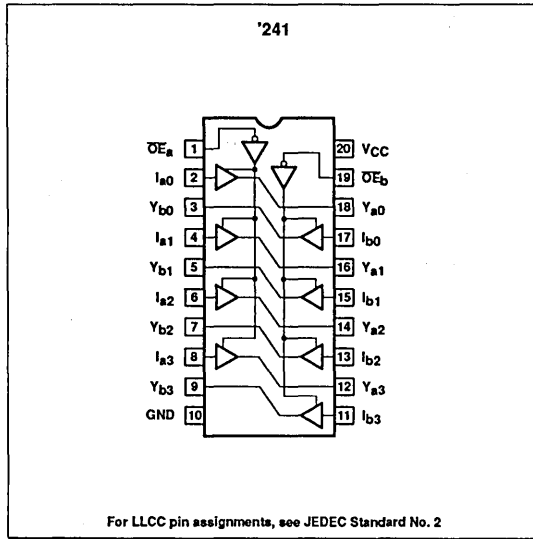 '241
OEa 1 20 VCC
Ia0 2 19 OEb
Yb0 3 18 Ya0
Ia1 4 17 Ib0
Yb1 5 16 Ya1
Ia2 6 15 Ib1
Yb2 7 14 Ya2
Ia3 8 13 Ib2
Yb3 9 12 Ya3
GND 10 11 Ib3
For LLCC pin assignments, see JEDEC Standard No. 2